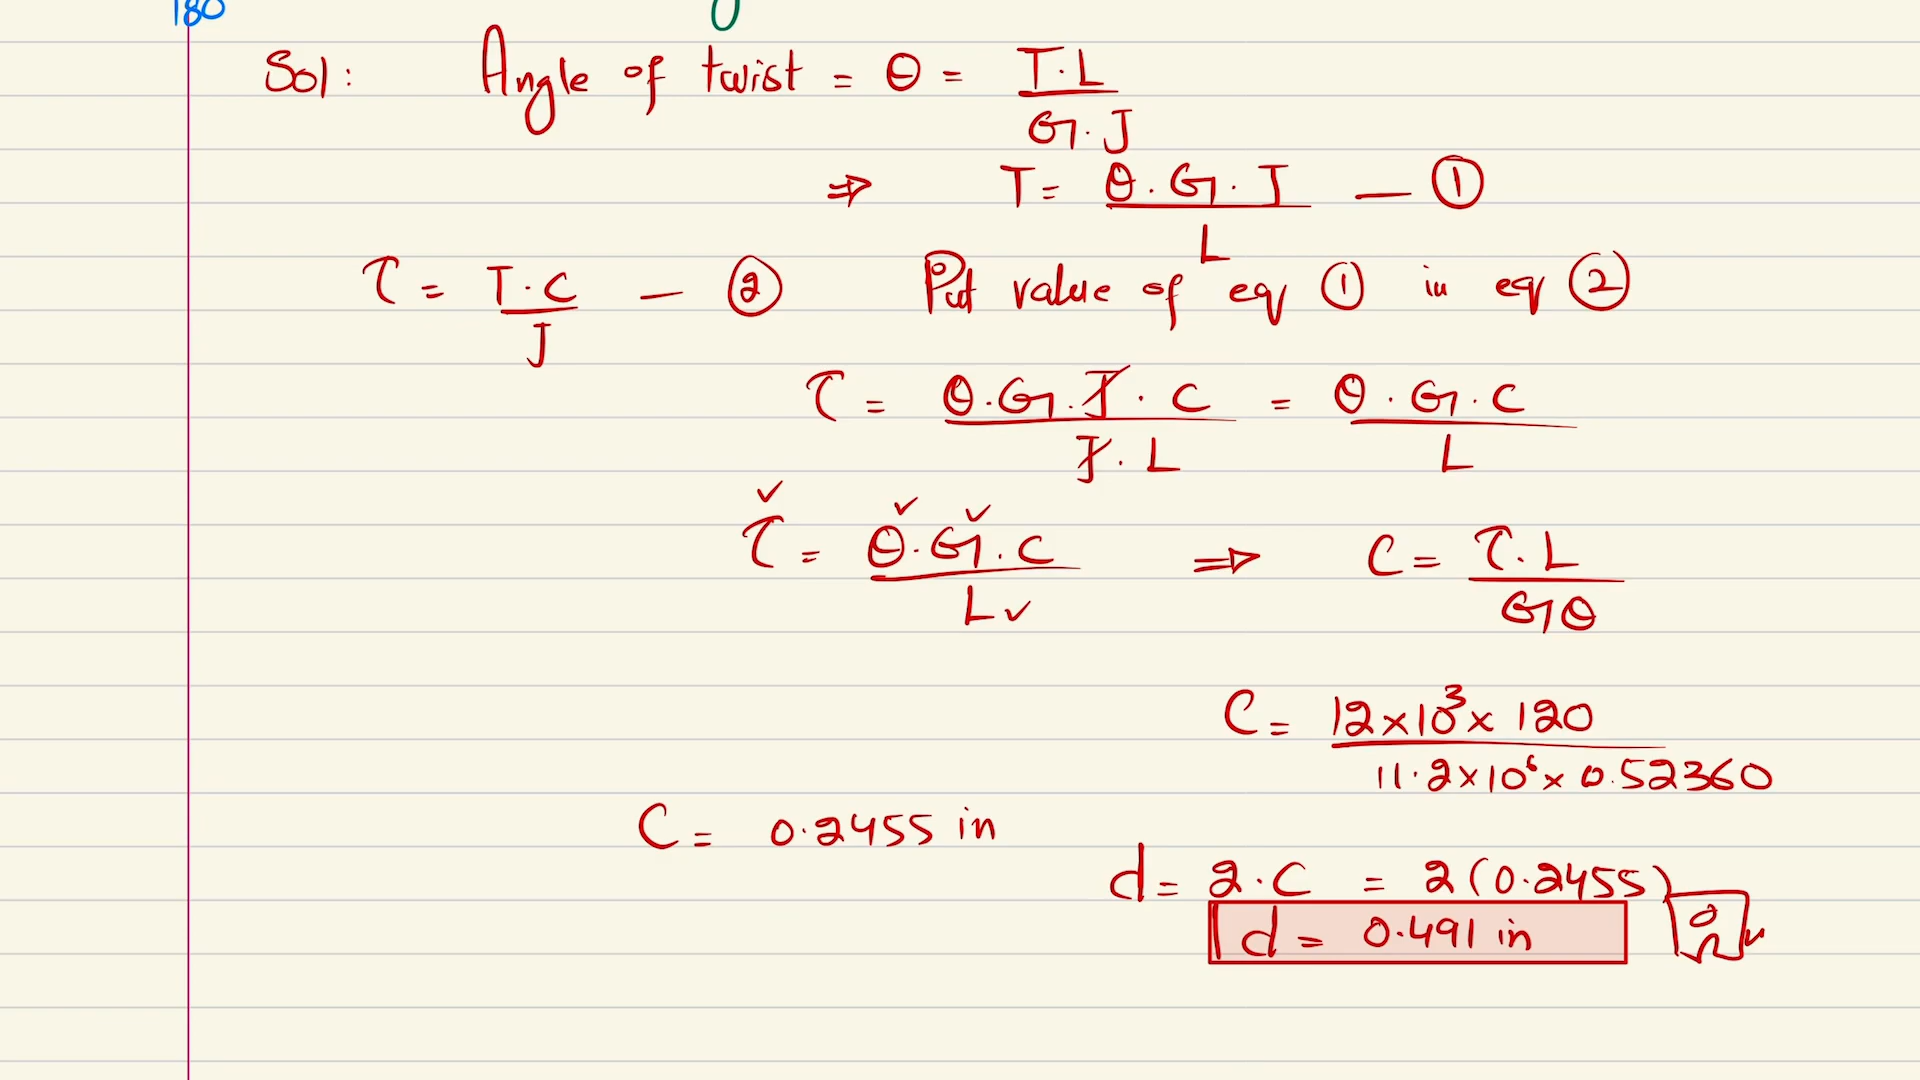 180
Sol: Angle of twist = θ = T.L / G.J
⇒ T = θ.G.J / L — ①
τ = T.C / J — ② Put value of eq ① in eq ②
τ = θ.G.J.C / J.L = θ.G.C / L
τ = θ.G.C / L ⇒ C = τ.L / Gθ
C = 12×10³×120 / 11.2×10⁶×0.52360
C = 0.2455 in
d = 2.C = 2(0.2455)
d = 0.491 in